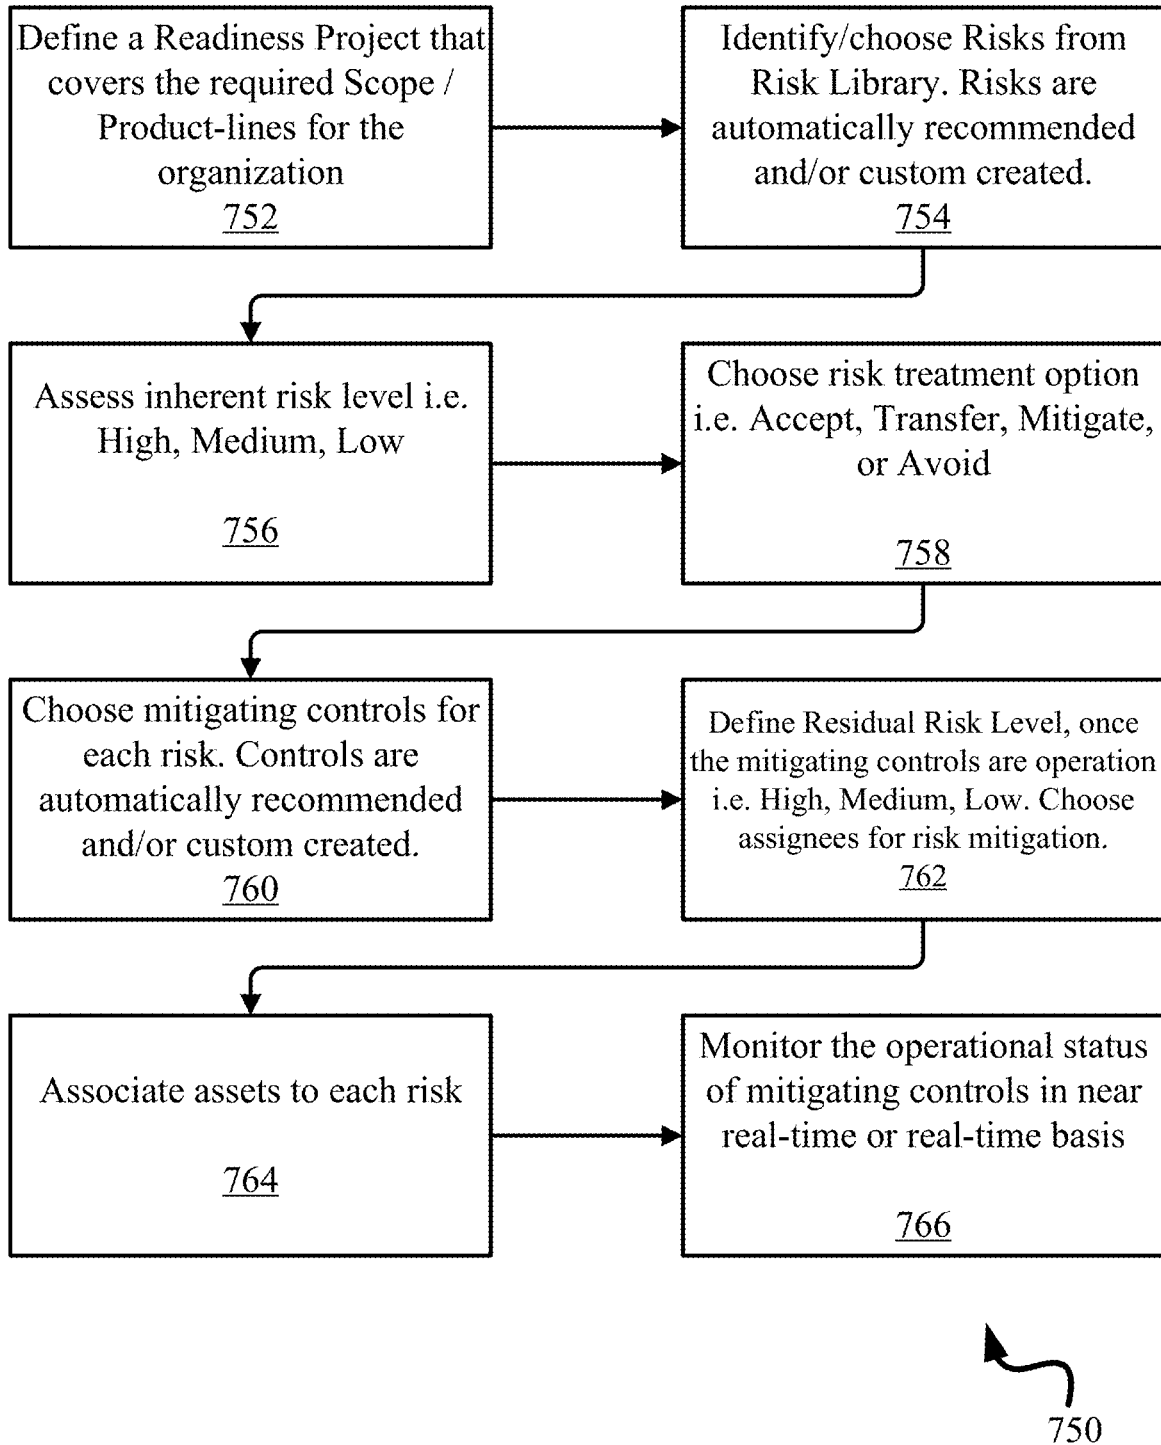 Define a Readiness Project that
covers the required Scope /
Product-lines for the
organization
752
Identify/choose Risks from
Risk Library. Risks are
automatically recommended
and/or custom created.
754
Assess inherent risk level i.e.
High, Medium, Low
756
Choose risk treatment option
i.e. Accept, Transfer, Mitigate,
or Avoid
758
Choose mitigating controls for
each risk. Controls are
automatically recommended
and/or custom created.
760
Define Residual Risk Level, once
the mitigating controls are operation
i.e. High, Medium, Low. Choose
assignees for risk mitigation.
762
Associate assets to each risk
764
Monitor the operational status
of mitigating controls in near
real-time or real-time basis
766
750